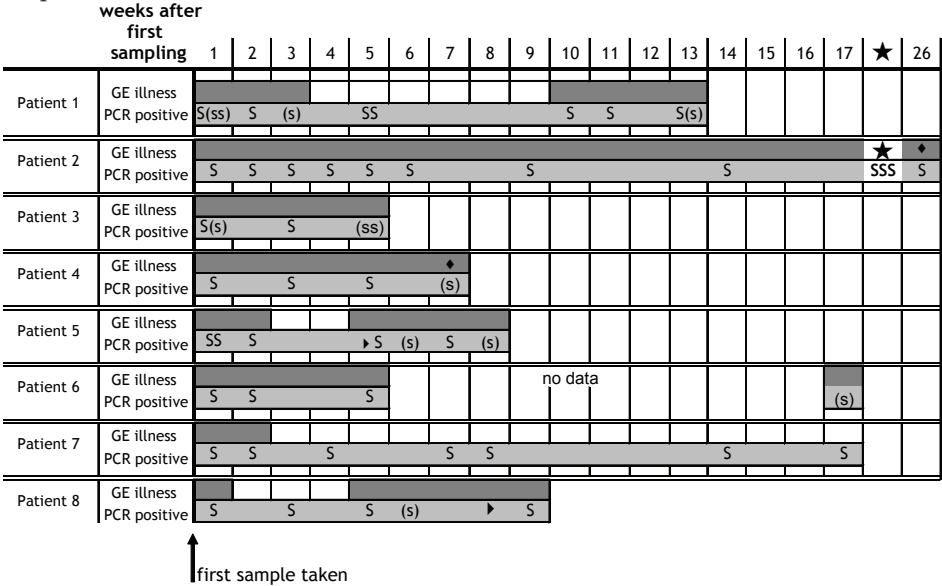 weeks after
first
sampling 1 2 3 4 5 6 7 8 9 10 11 12 13 14 15 16 17 ★ 26
Patient 1
GE illness
PCR positive S(ss) S (s) SS S S S(s)
Patient 2
GE illness ★ ♦
PCR positive S S S S S S S S SSS S
Patient 3
GE illness
PCR positive S(s) S (ss)
Patient 4
GE illness ♦
PCR positive S S S (s)
Patient 5
GE illness
PCR positive SS S ▶ S (s) S (s)
Patient 6
GE illness no data
PCR positive S S S (s)
Patient 7
GE illness
PCR positive S S S S S S S
Patient 8
GE illness
PCR positive S S S (s) ▶ S
first sample taken